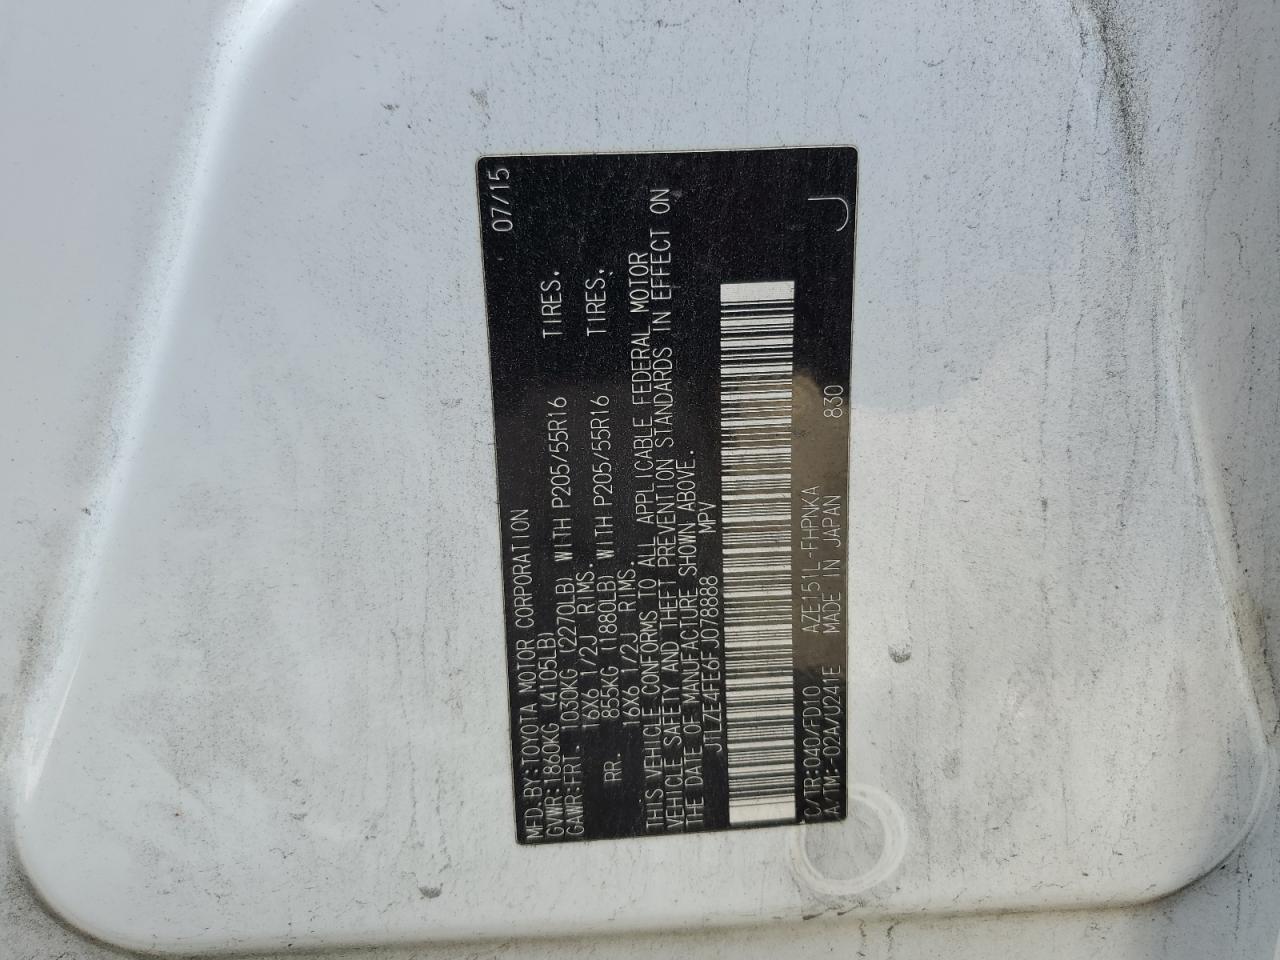 07/15
MFD.BY:TOYOTA MOTOR CORPORATION
GVWR:1860KG (4105LB)
GAWR:FRT. 1030KG (2270LB) WITH P205/55R16 TIRES.
16X6 1/2J RIMS.
RR. 855KG (1880LB) WITH P205/55R16 TIRES.
16X6 1/2J RIMS.
THIS VEHICLE CONFORMS TO ALL APPLICABLE FEDERAL MOTOR
VEHICLE SAFETY AND THEFT PREVENTION STANDARDS IN EFFECT ON
THE DATE OF MANUFACTURE SHOWN ABOVE.
JTLZE4FE6FJ078888 MPV
C/TR:040/FD10 AZE151L-FHPNKA
A/TM:-02A/U241E MADE IN JAPAN 830
J